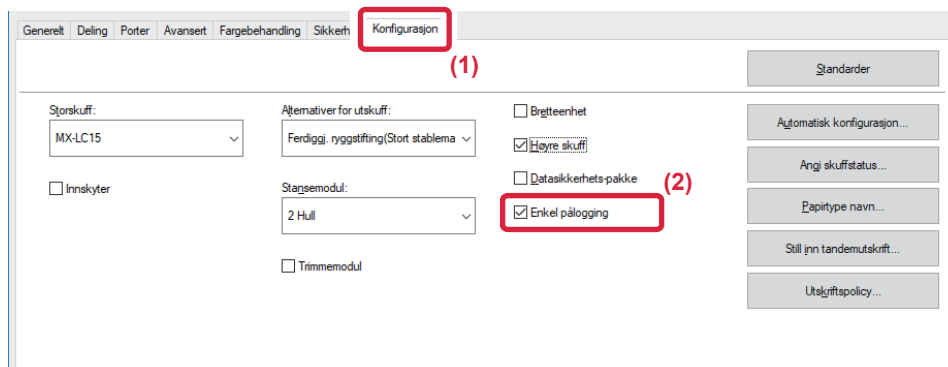 Generelt Deling Porter Avansert Fargebehandling Sikkerh Konfigurasjon
(1)
Standarder
Storskuff:
MX-LC15
Innskyter
Alternativer for utskuff:
Ferdiggj. ryggstifting(Stort stablema
Stansemodul:
2 Hull
Trimmemodul
Bretteenhet
Høyre skuff
Datasikkerhets-pakke
(2)
Enkel pålogging
Automatisk konfigurasjon...
Angi skuffstatus...
Papirtype navn...
Still inn tandemutskrift...
Utskriftspolicy...